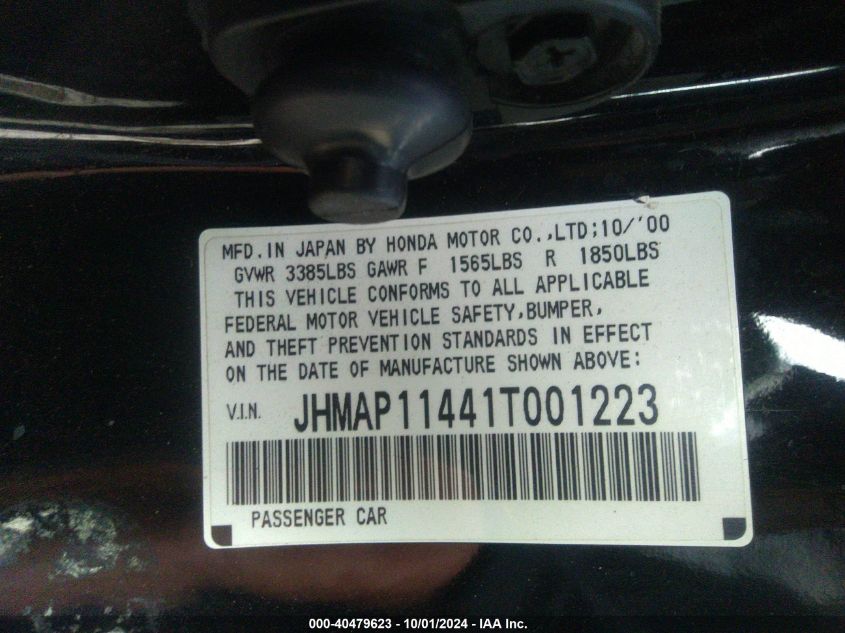 MFD.IN JAPAN BY HONDA MOTOR CO.,LTD;10/'00
GVWR 3385LBS GAWR F 1565LBS R 1850LBS
THIS VEHICLE CONFORMS TO ALL APPLICABLE
FEDERAL MOTOR VEHICLE SAFETY,BUMPER,
AND THEFT PREVENTION STANDARDS IN EFFECT
ON THE DATE OF MANUFACTURE SHOWN ABOVE:
V.I.N. JHMAP11441T001223
PASSENGER CAR
000-40479623 - 10/01/2024 - IAA Inc.